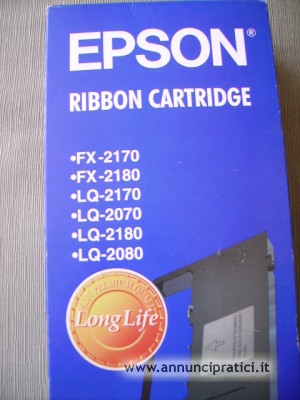 EPSON®
RIBBON CARTRIDGE
•FX-2170
•FX-2180
•LQ-2170
•LQ-2070
•LQ-2180
•LQ-2080
Long Life
www.annuncipratici.it